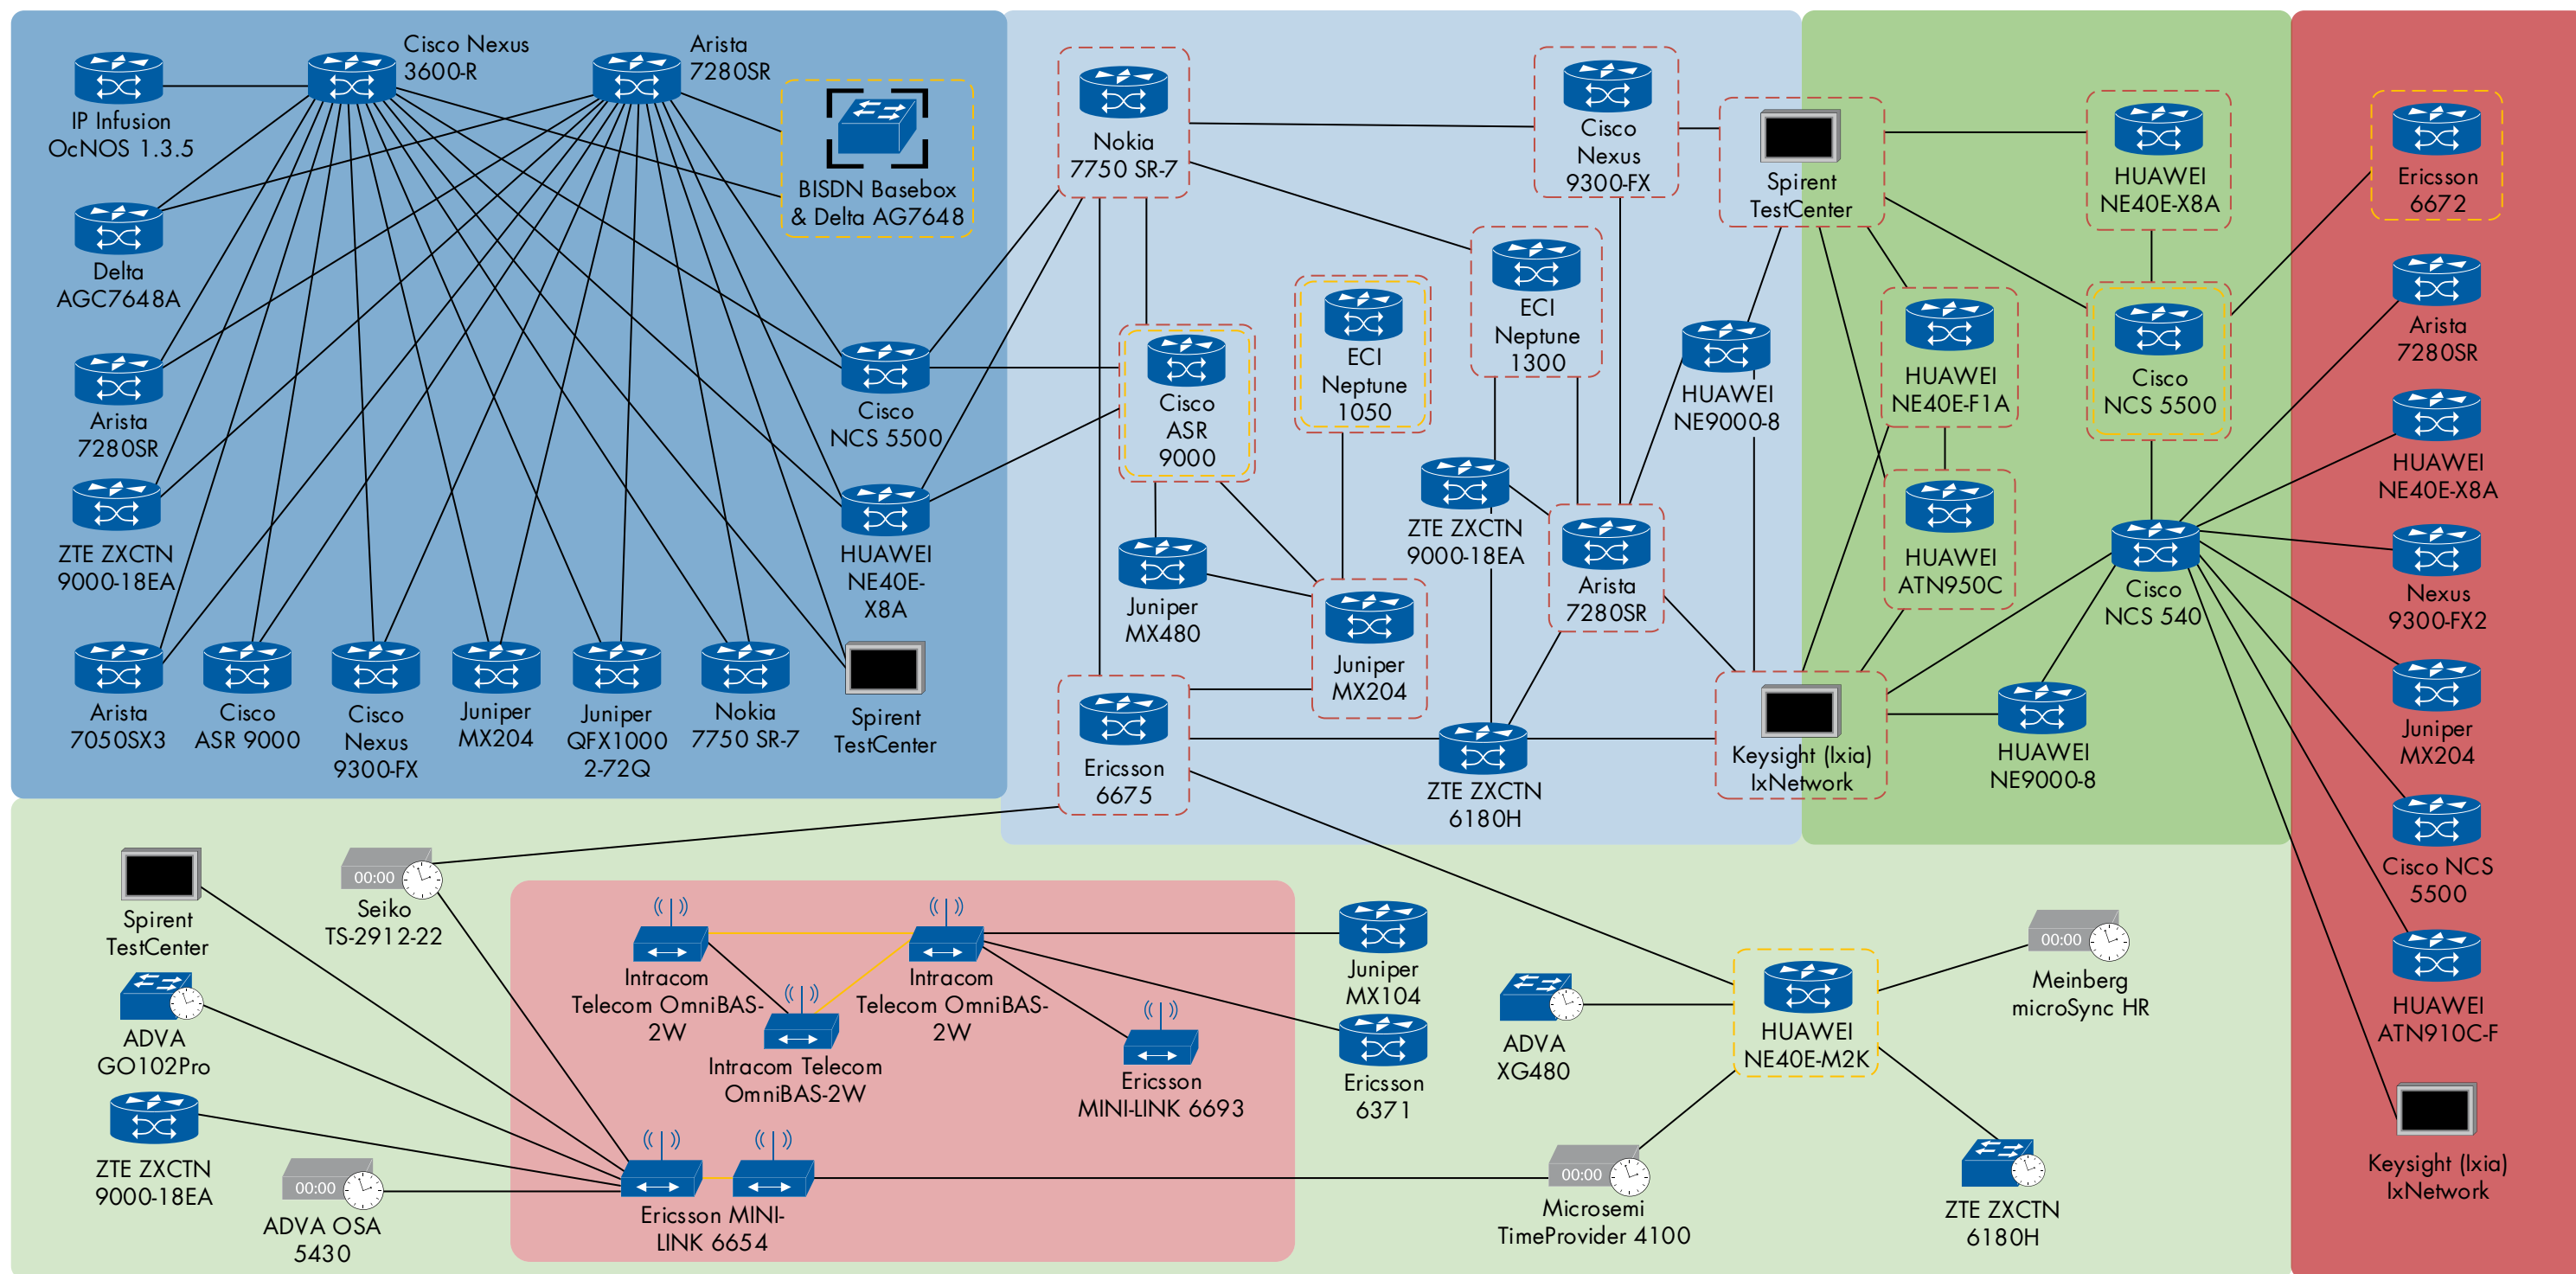 Cisco Nexus
3600-R
Arista
7280SR
IP Infusion
OcNOS 1.3.5
BISDN Basebox
& Delta AG7648
Delta
AGC7648A
Arista
7280SR
Cisco
NCS 5500
ZTE ZXCTN
9000-18EA
HUAWEI
NE40E-
X8A
Arista
7050SX3
Cisco
ASR 9000
Cisco
Nexus
9300-FX
Juniper
MX204
Juniper
QFX1000
2-72Q
Nokia
7750 SR-7
Spirent
TestCenter
Nokia
7750 SR-7
Cisco
Nexus
9300-FX
Spirent
TestCenter
ECI
Neptune
1300
ECI
Neptune
1050
Cisco
ASR
9000
HUAWEI
NE9000-8
ZTE ZXCTN
9000-18EA
Juniper
MX480
Arista
7280SR
Juniper
MX204
Ericsson
6675
ZTE ZXCTN
6180H
Keysight (Ixia)
IxNetwork
HUAWEI
NE40E-X8A
HUAWEI
NE40E-F1A
Cisco
NCS 5500
HUAWEI
ATN950C
Cisco
NCS 540
HUAWEI
NE9000-8
Ericsson
6672
Arista
7280SR
HUAWEI
NE40E-X8A
Nexus
9300-FX2
Juniper
MX204
Cisco NCS
5500
HUAWEI
ATN910C-F
Keysight (Ixia)
IxNetwork
Spirent
TestCenter
00:00
Seiko
TS-2912-22
ADVA
GO102Pro
ZTE ZXCTN
9000-18EA
00:00
ADVA OSA
5430
Intracom
Telecom OmniBAS-
2W
Intracom
Telecom OmniBAS-
2W
Intracom Telecom
OmniBAS-2W
Ericsson
MINI-LINK 6693
Ericsson MINI-
LINK 6654
Juniper
MX104
Ericsson
6371
ADVA
XG480
HUAWEI
NE40E-M2K
00:00
Meinberg
microSync HR
00:00
Microsemi
TimeProvider 4100
ZTE ZXCTN
6180H